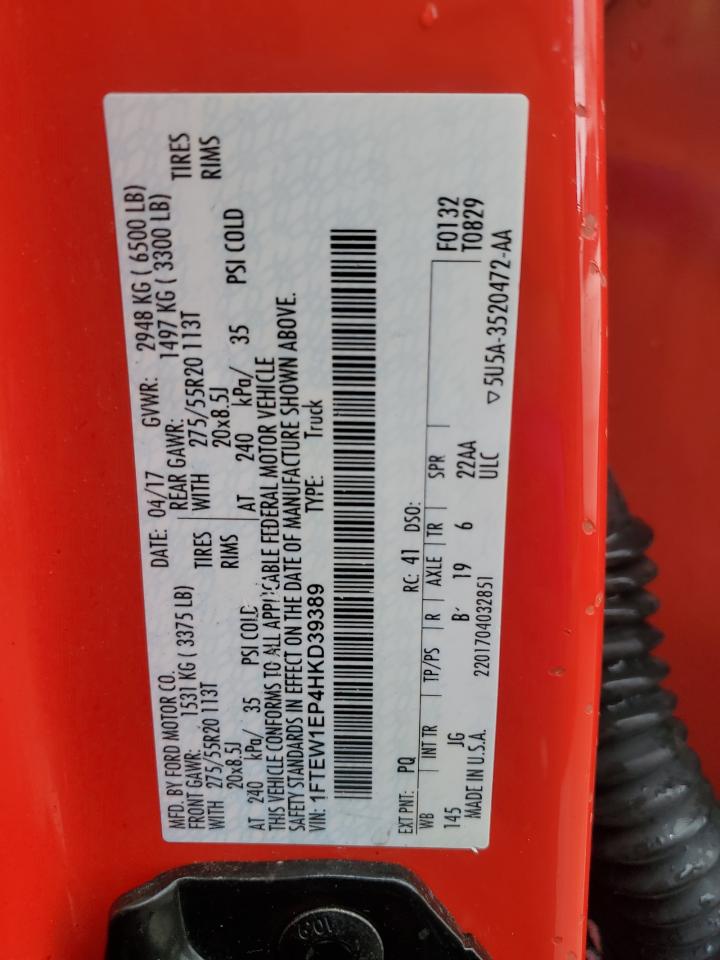 MFD. BY FORD MOTOR CO.
DATE: 04/17 GVWR: 2948 KG ( 6500 LB)
FRONT GAWR: 1531 KG ( 3375 LB) REAR GAWR: 1497 KG ( 3300 LB)
WITH 275/55R20 113T TIRES WITH 275/55R20 113T TIRES
20x8.5J RIMS 20x8.5J RIMS
AT 240 kPa/ 35 PSI COLD AT 240 kPa/ 35 PSI COLD
THIS VEHICLE CONFORMS TO ALL APPLICABLE FEDERAL MOTOR VEHICLE
SAFETY STANDARDS IN EFFECT ON THE DATE OF MANUFACTURE SHOWN ABOVE.
VIN: 1FTEW1EP4HKD39389 TYPE: Truck
EXT PNT: PQ RC: 41 DSO: F0132
WB INT TR TP/PS R AXLE TR SPR T0829
145 JG B 19 6 22AA
MADE IN U.S.A. 2201704032851 ULC
▽5U5A-3520472-AA